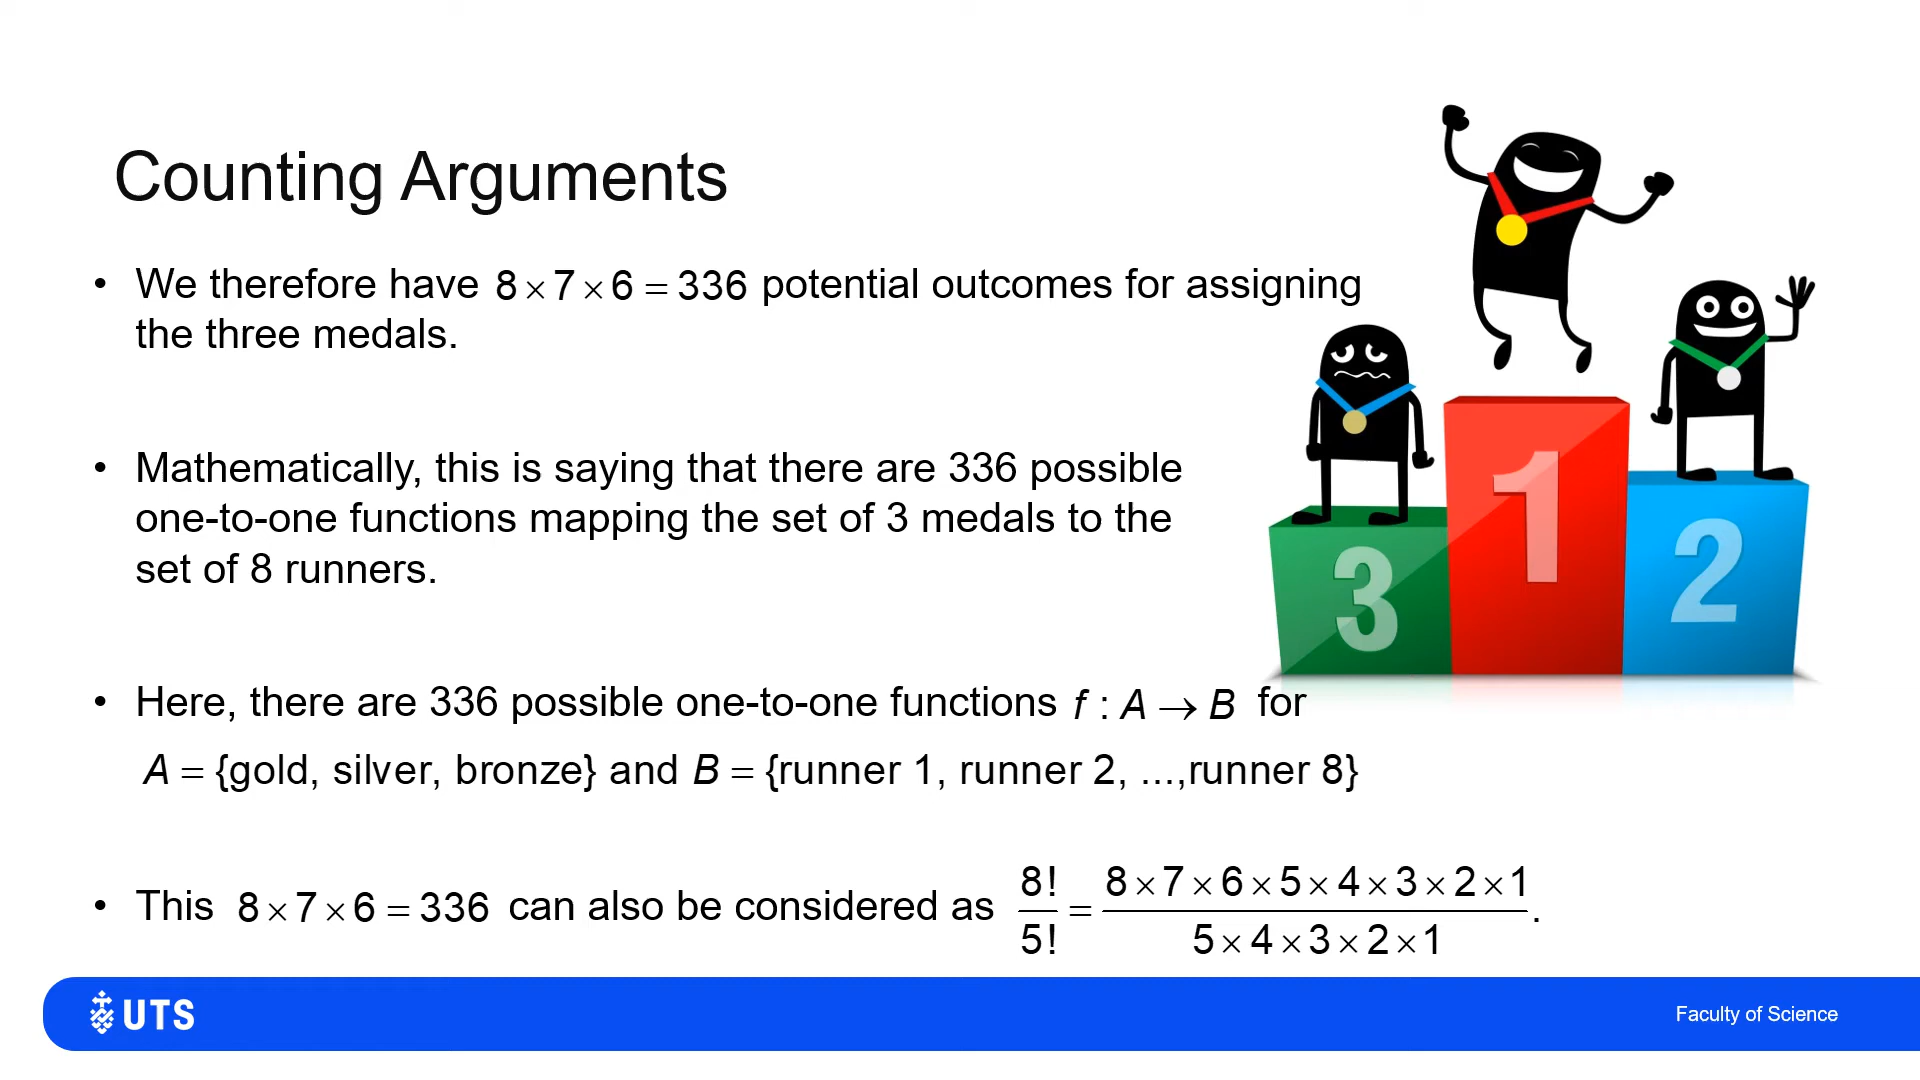 Counting Arguments
• We therefore have 8 × 7 × 6 = 336 potential outcomes for assigning
the three medals.
• Mathematically, this is saying that there are 336 possible
one-to-one functions mapping the set of 3 medals to the
set of 8 runners.
• Here, there are 336 possible one-to-one functions f : A → B for
A = {gold, silver, bronze} and B = {runner 1, runner 2, ...,runner 8}
• This 8 × 7 × 6 = 336 can also be considered as 8!/5! = (8 × 7 × 6 × 5 × 4 × 3 × 2 × 1)/(5 × 4 × 3 × 2 × 1).
3
1
2
UTS
Faculty of Science